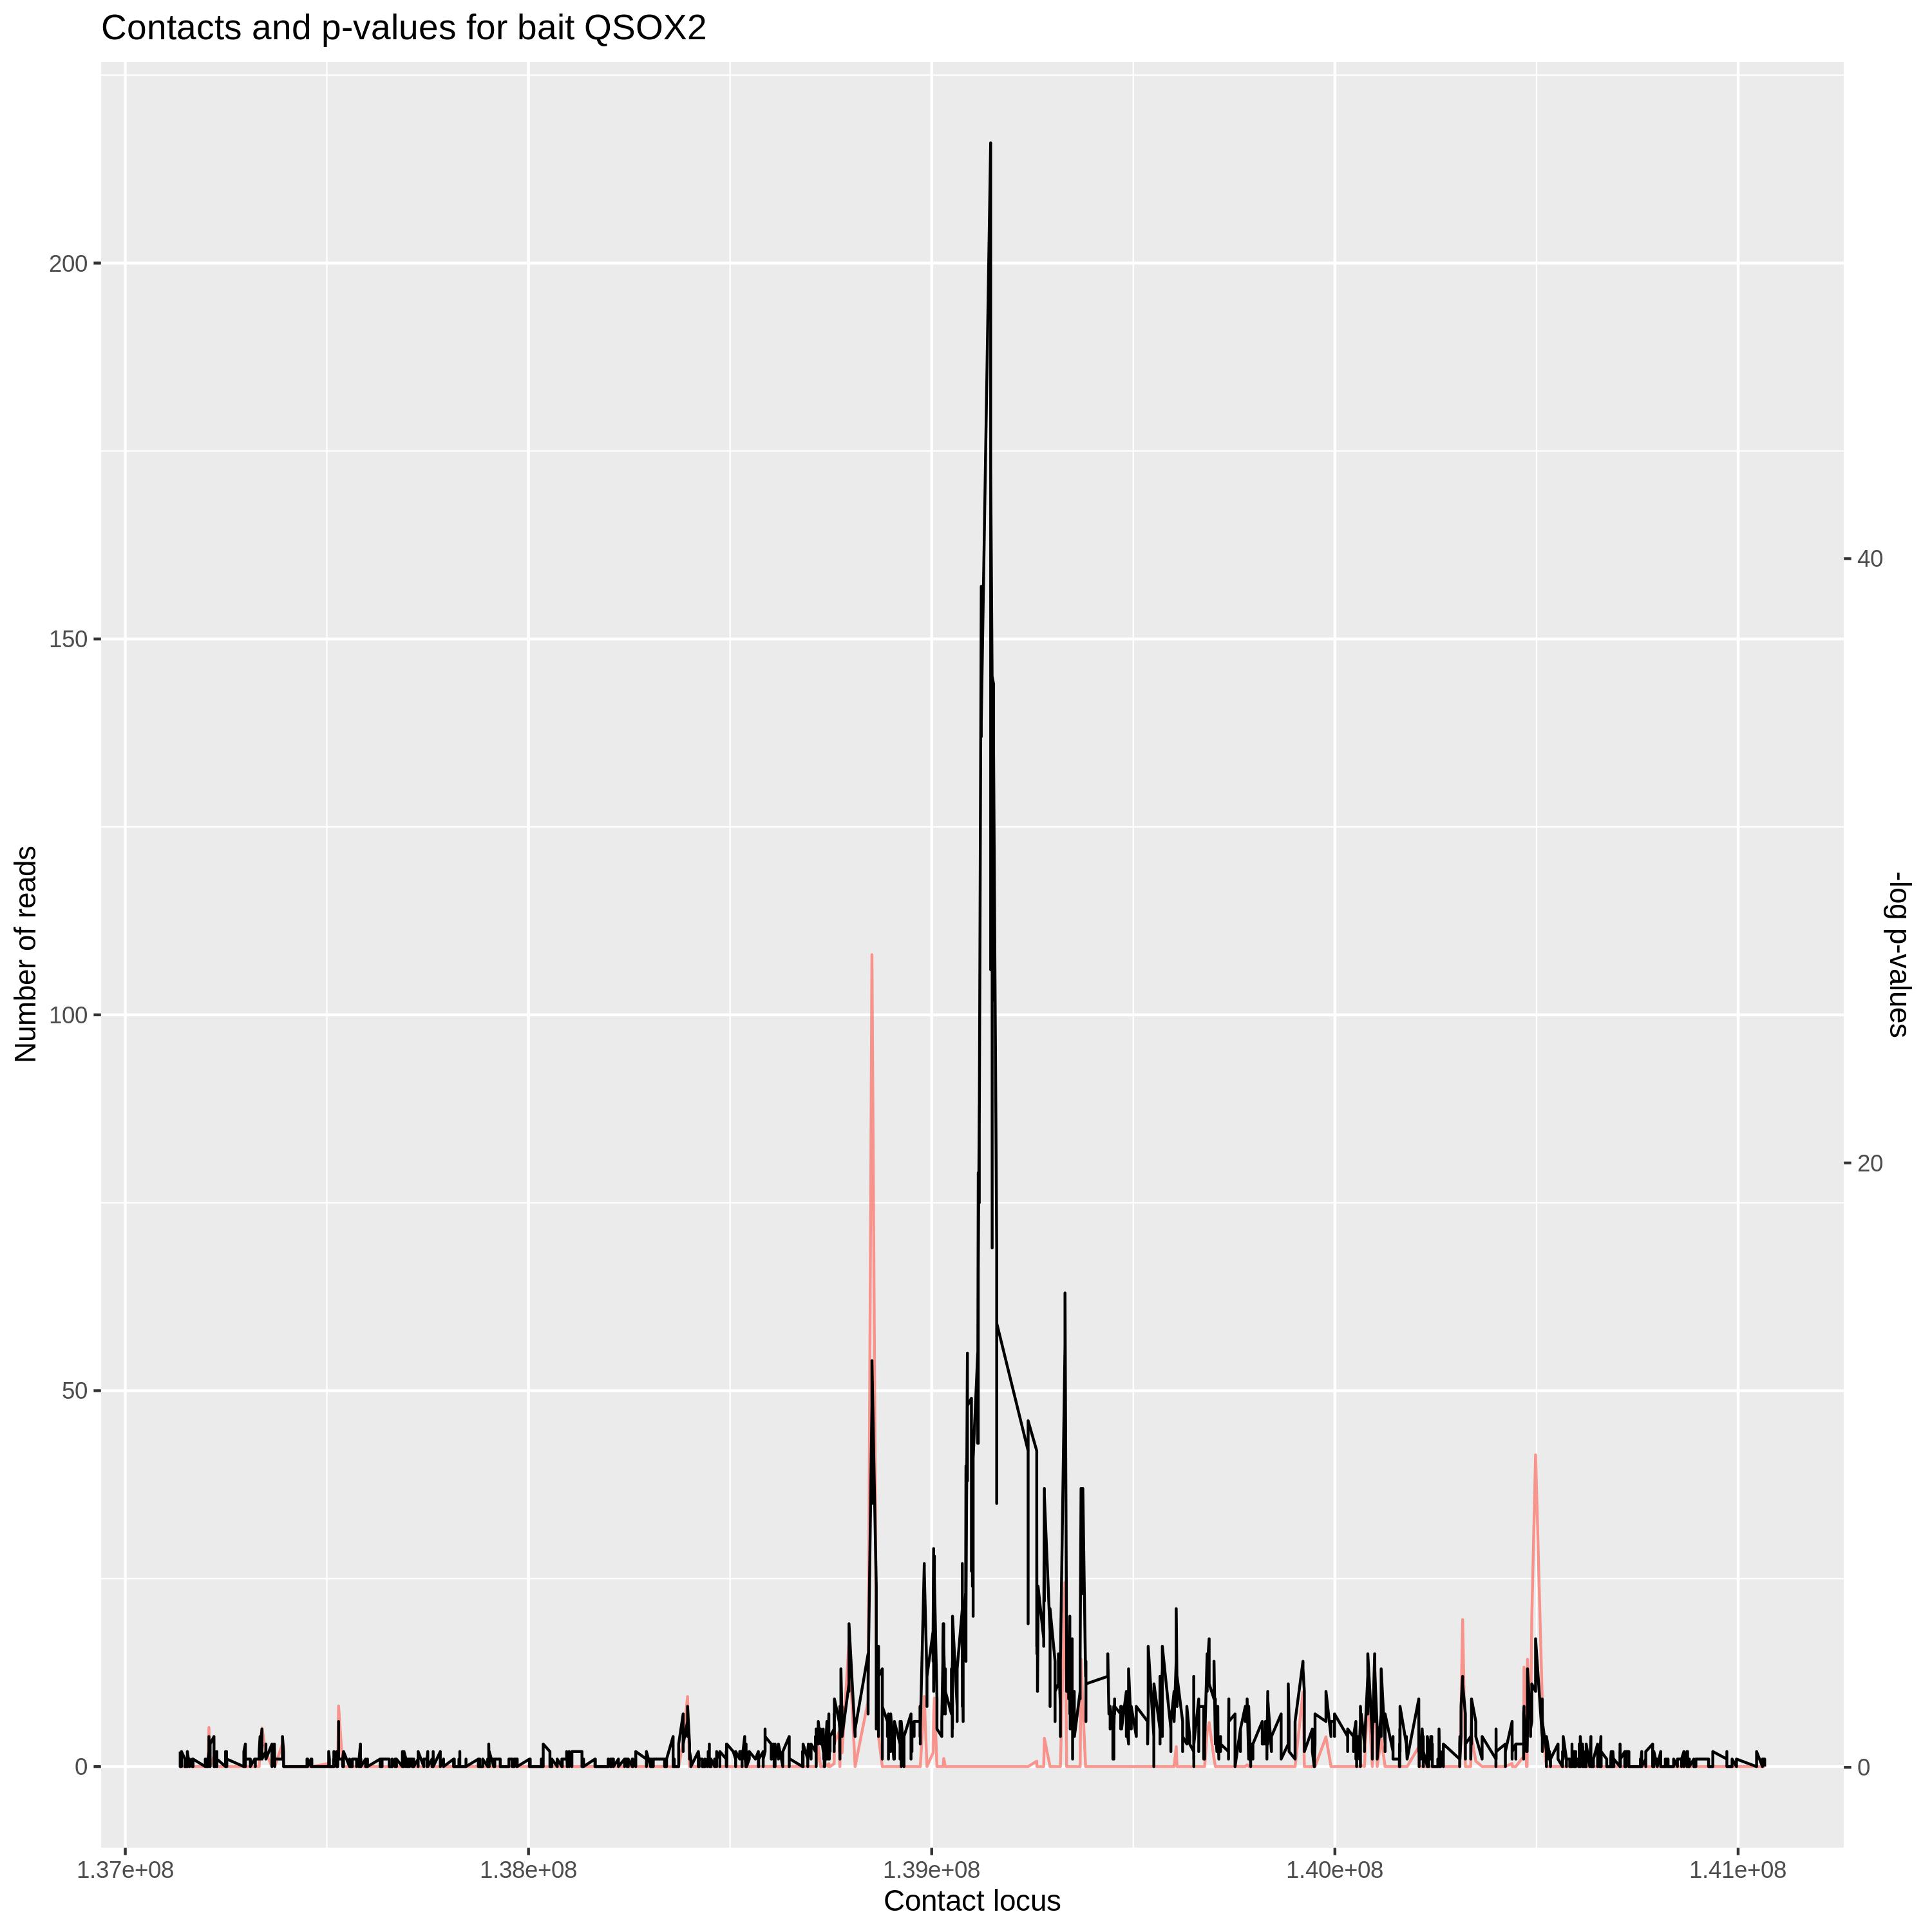 Contacts and p-values for bait QSOX2
Number of reads
200
150
100
50
0
40
20
0
-log p-values
1.37e+08
1.38e+08
1.39e+08
1.40e+08
1.41e+08
Contact locus